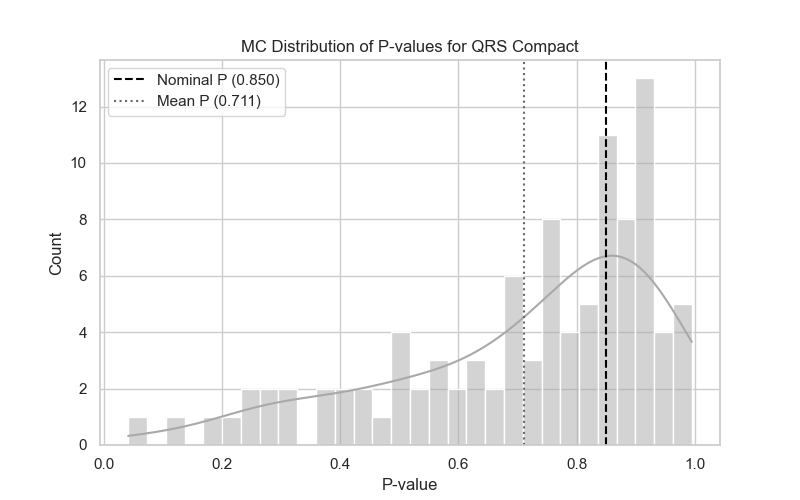 MC Distribution of P-values for QRS Compact
Nominal P (0.850)
Mean P (0.711)
Count
12
10
8
6
4
2
0
0.0 0.2 0.4 0.6 0.8 1.0
P-value